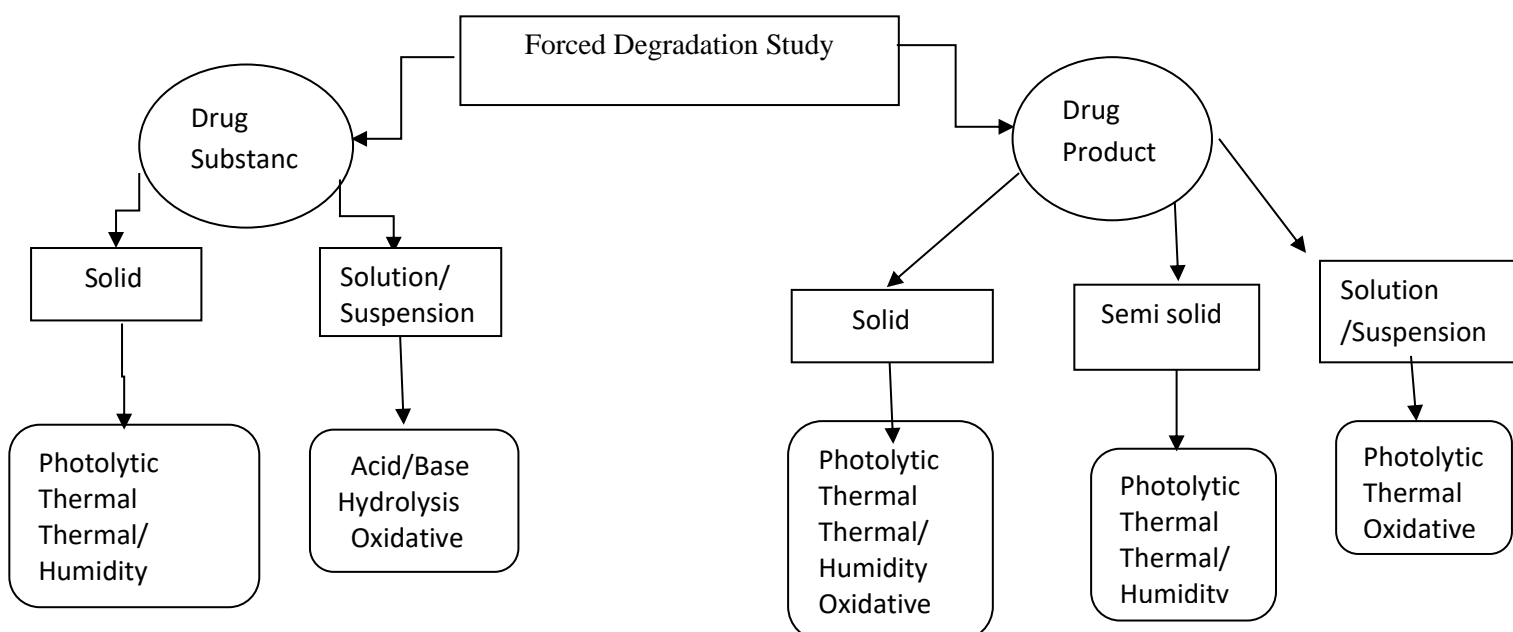 Forced Degradation Study
Drug
Substanc
Drug
Product
Solid
Solution/
Suspension
Solid
Semi solid
Solution
/Suspension
Photolytic
Thermal
Thermal/
Humidity
Acid/Base
Hydrolysis
Oxidative
Photolytic
Thermal
Thermal/
Humidity
Oxidative
Photolytic
Thermal
Thermal/
Humidity
Photolytic
Thermal
Oxidative